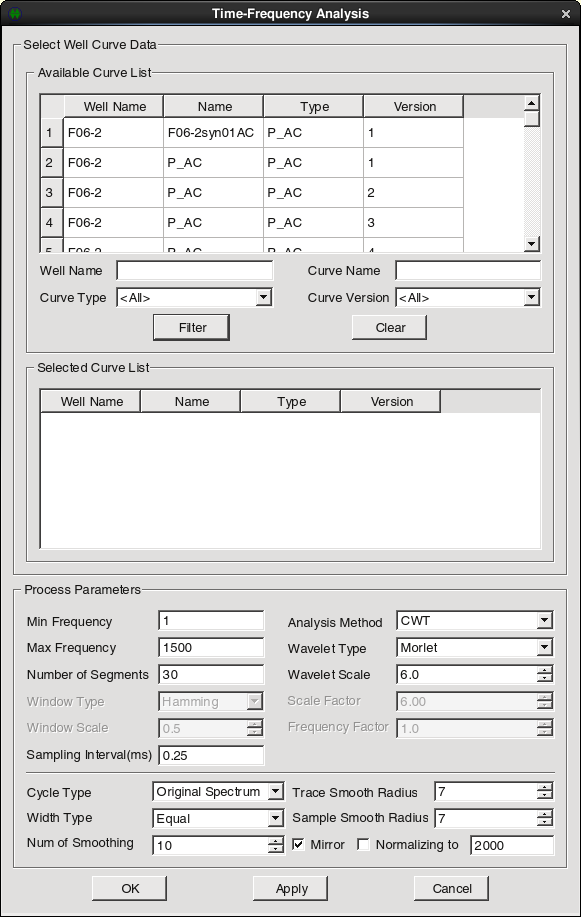 Time-Frequency Analysis
Select Well Curve Data
Available Curve List
Well Name Name Type Version
1 F06-2 F06-2syn01AC P_AC 1
2 F06-2 P_AC P_AC 1
3 F06-2 P_AC P_AC 2
4 F06-2 P_AC P_AC 3
5 F06-2 P_AC P_AC 4
Well Name Curve Name
Curve Type <All> Curve Version <All>
Filter Clear
Selected Curve List
Well Name Name Type Version
Process Parameters
Min Frequency 1 Analysis Method CWT
Max Frequency 1500 Wavelet Type Morlet
Number of Segments 30 Wavelet Scale 6.0
Window Type Hamming Scale Factor 6.00
Window Scale 0.5 Frequency Factor 1.0
Sampling Interval(ms) 0.25
Cycle Type Original Spectrum Trace Smooth Radius 7
Width Type Equal Sample Smooth Radius 7
Num of Smoothing 10 Mirror Normalizing to 2000
OK Apply Cancel